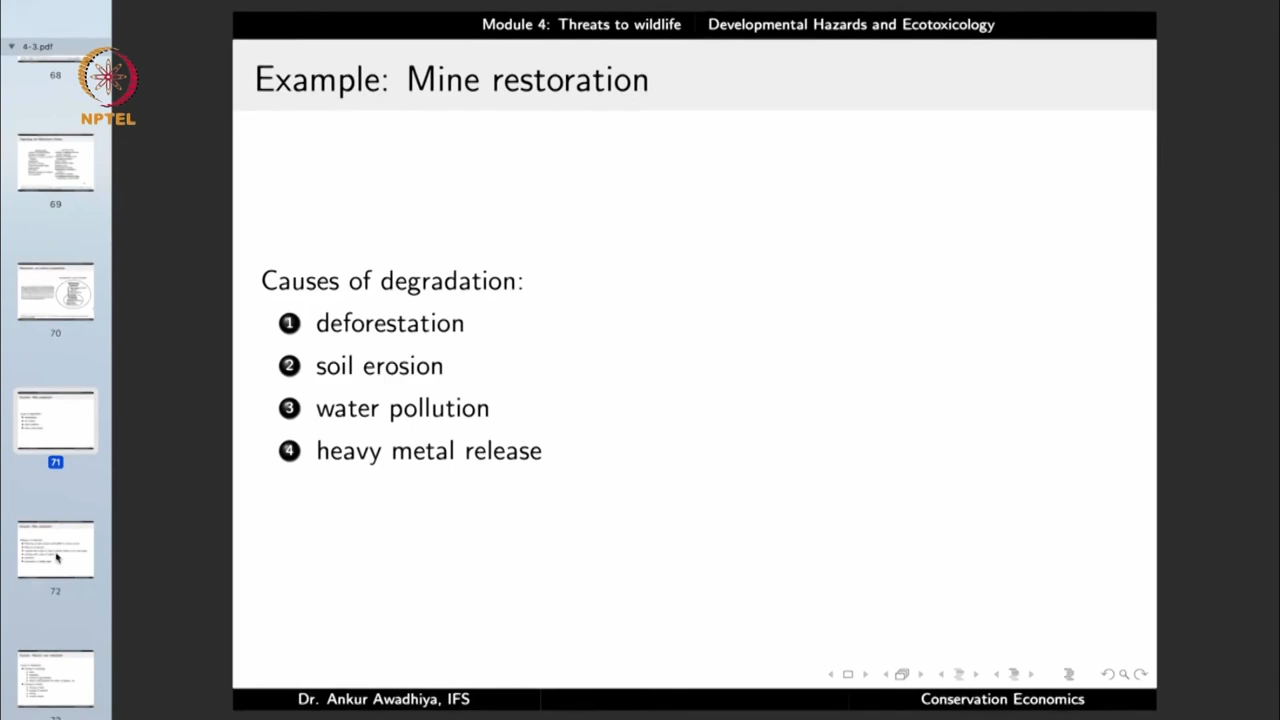 Module 4: Threats to wildlife Developmental Hazards and Ecotoxicology
4-3.pdf
68
NPTEL
Example: Mine restoration
69
70
71
72
Causes of degradation:
1 deforestation
2 soil erosion
3 water pollution
4 heavy metal release
Dr. Ankur Awadhiya, IFS Conservation Economics